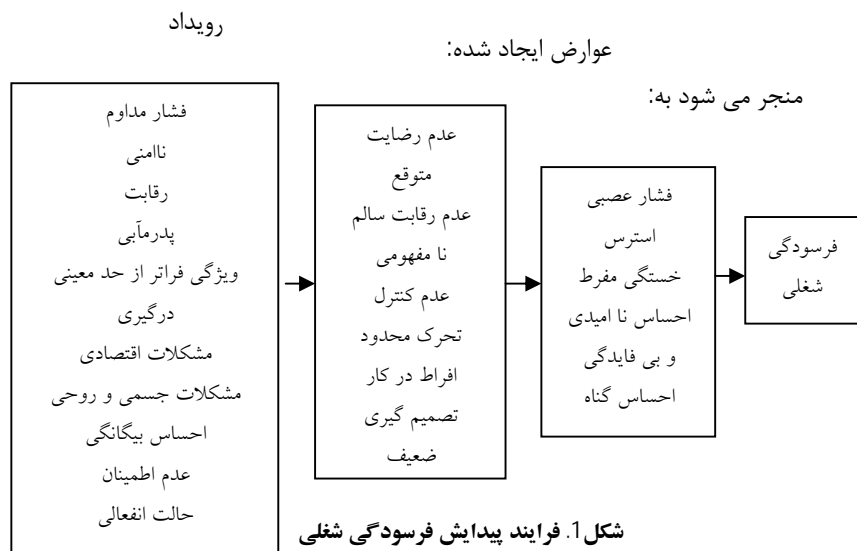 رویداد
عوارض ایجاد شده:
منجر می شود به:
فشار مداوم
ناامنی
رقابت
پدرمآبی
ویژگی فراتر از حد معینی
درگیری
مشکلات اقتصادی
مشکلات جسمی و روحی
احساس بیگانگی
عدم اطمینان
حالت انفعالی
عدم رضایت
متوقع
عدم رقابت سالم
نا مفهومی
عدم کنترل
تحرک محدود
افراط در کار
تصمیم گیری
ضعیف
فشار عصبی
استرس
خستگی مفرط
احساس نا امیدی
و بی فایدگی
احساس گناه
فرسودگی
شغلی
شکل1. فرایند پیدایش فرسودگی شغلی